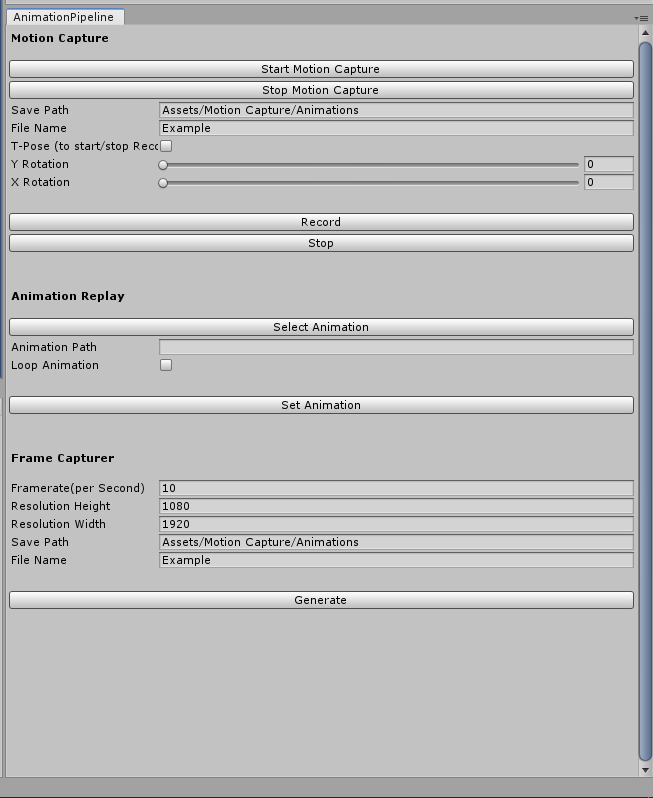 AnimationPipeline
Motion Capture
Start Motion Capture
Stop Motion Capture
Save Path Assets/Motion Capture/Animations
File Name Example
T-Pose (to start/stop Rec
Y Rotation 0
X Rotation 0
Record
Stop
Animation Replay
Select Animation
Animation Path
Loop Animation
Set Animation
Frame Capturer
Framerate(per Second) 10
Resolution Height 1080
Resolution Width 1920
Save Path Assets/Motion Capture/Animations
File Name Example
Generate